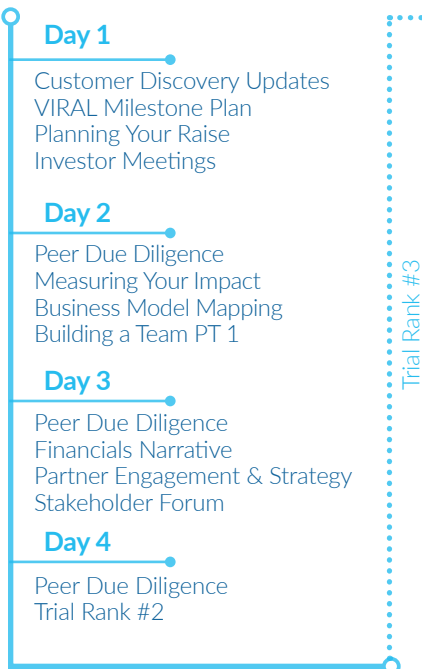 Day 1
Customer Discovery Updates
VIRAL Milestone Plan
Planning Your Raise
Investor Meetings
Day 2
Peer Due Diligence
Measuring Your Impact
Business Model Mapping
Building a Team PT 1
Day 3
Peer Due Diligence
Financials Narrative
Partner Engagement & Strategy
Stakeholder Forum
Day 4
Peer Due Diligence
Trial Rank #2
Trial Rank #3